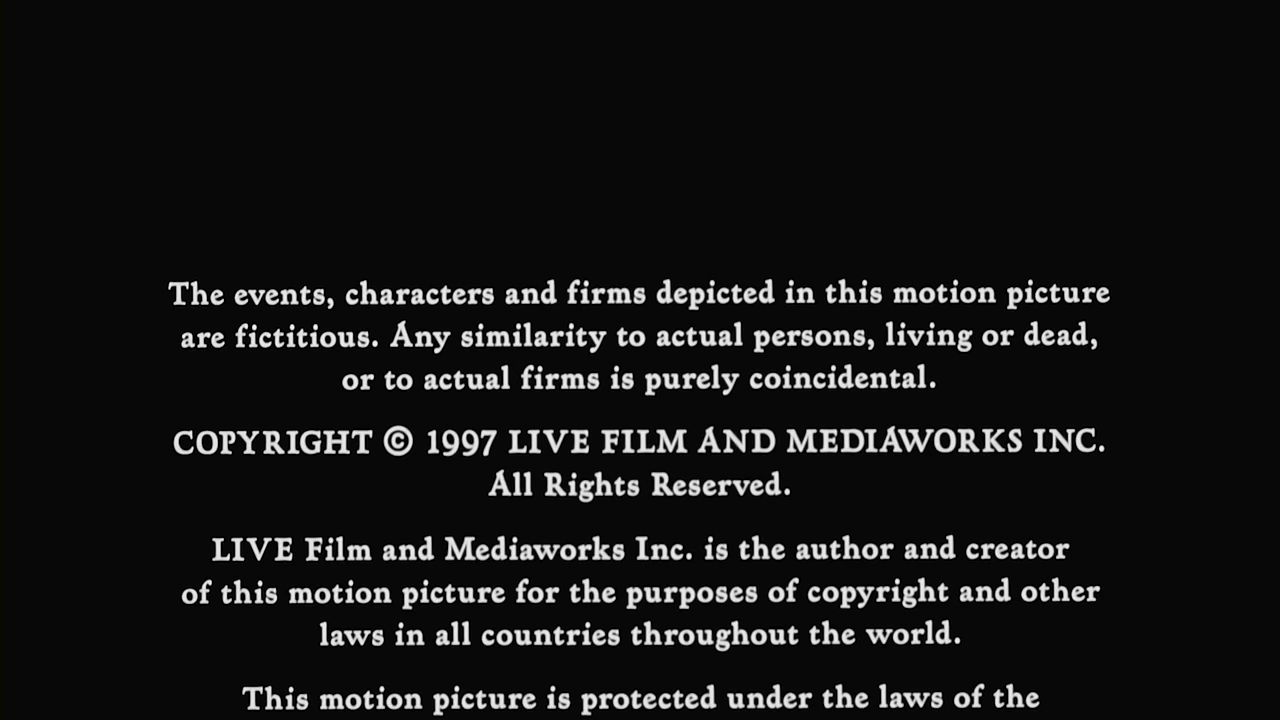 The events, characters and firms depicted in this motion picture
are fictitious. Any similarity to actual persons, living or dead,
or to actual firms is purely coincidental.
COPYRIGHT © 1997 LIVE FILM AND MEDIAWORKS INC.
All Rights Reserved.
LIVE Film and Mediaworks Inc. is the author and creator
of this motion picture for the purposes of copyright and other
laws in all countries throughout the world.
This motion picture is protected under the laws of the